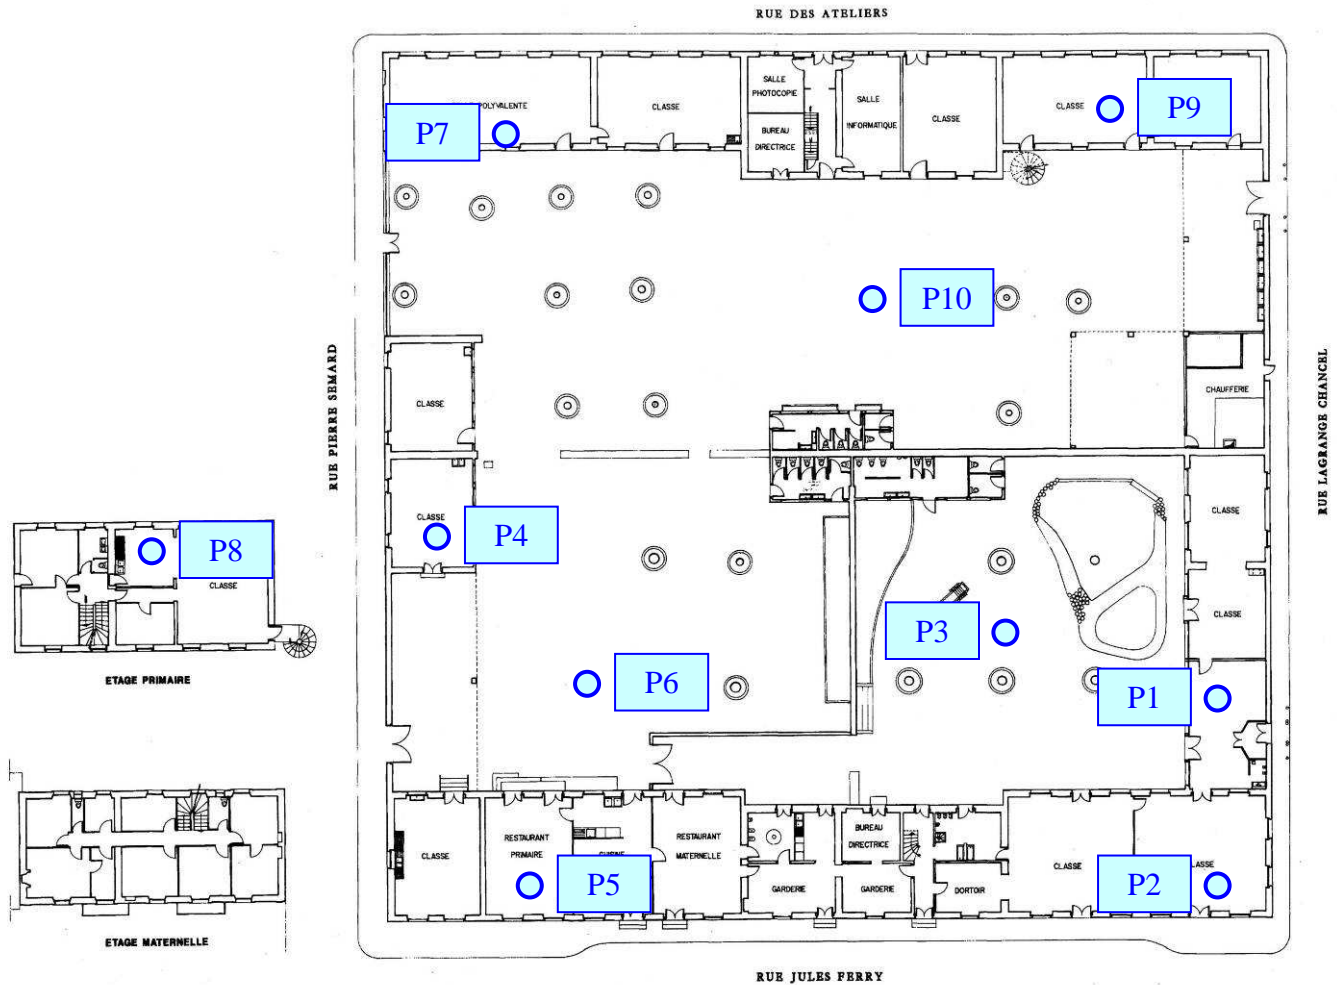 RUE DES ATELIERS
SALLE
PHOTOCOPIE
BUREAU
DIRECTRICE
SALLE
INFORMATIQUE
CLASSE
CLASSE
CLASSE
POLYVALENTE
P7
P9
P10
RUE PIERRE SEMARD
RUE LAGRANGE CHANCEL
CLASSE
CHAUFFERIE
CLASSE
P4
CLASSE
CLASSE
P8
CLASSE
ETAGE PRIMAIRE
P3
P6
P1
ETAGE MATERNELLE
CLASSE
RESTAURANT
PRIMAIRE
CUISINE
P5
RESTAURANT
MATERNELLE
GARDERIE
BUREAU
DIRECTRICE
GARDERIE
DORTOIR
CLASSE
P2
LASSE
RUE JULES FERRY